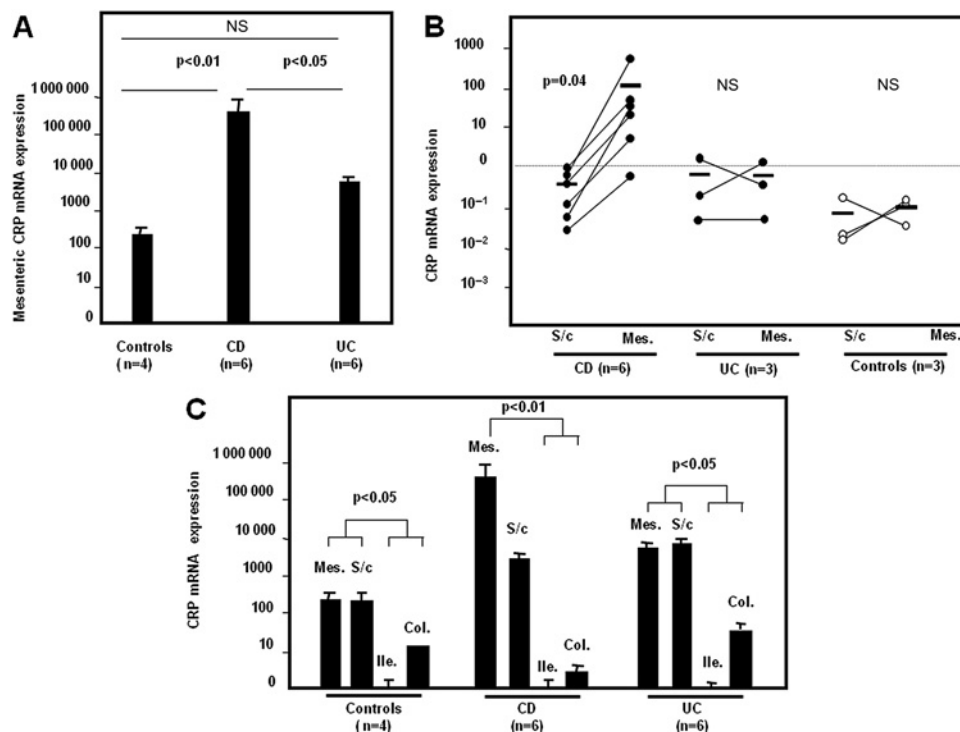 A
NS
p<0.01
p<0.05
Mesenteric CRP mRNA expression
1 000 000
100 000
10 000
1000
100
10
0
Controls
CD
UC
(n=4)
(n=6)
(n=6)
B
CRP mRNA expression
1000
100
10
0
10⁻¹
10⁻²
10⁻³
p=0.04
NS
NS
S/c
Mes.
S/c
Mes.
S/c
Mes.
CD (n=6)
UC (n=3)
Controls (n=3)
C
CRP mRNA expression
1 000 000
100 000
10 000
1000
100
10
0
p<0.05
Mes.
S/c
Ile.
Col.
p<0.01
Mes.
S/c
Ile.
Col.
p<0.05
Mes.
S/c
Ile.
Col.
Controls
CD
UC
(n=4)
(n=6)
(n=6)